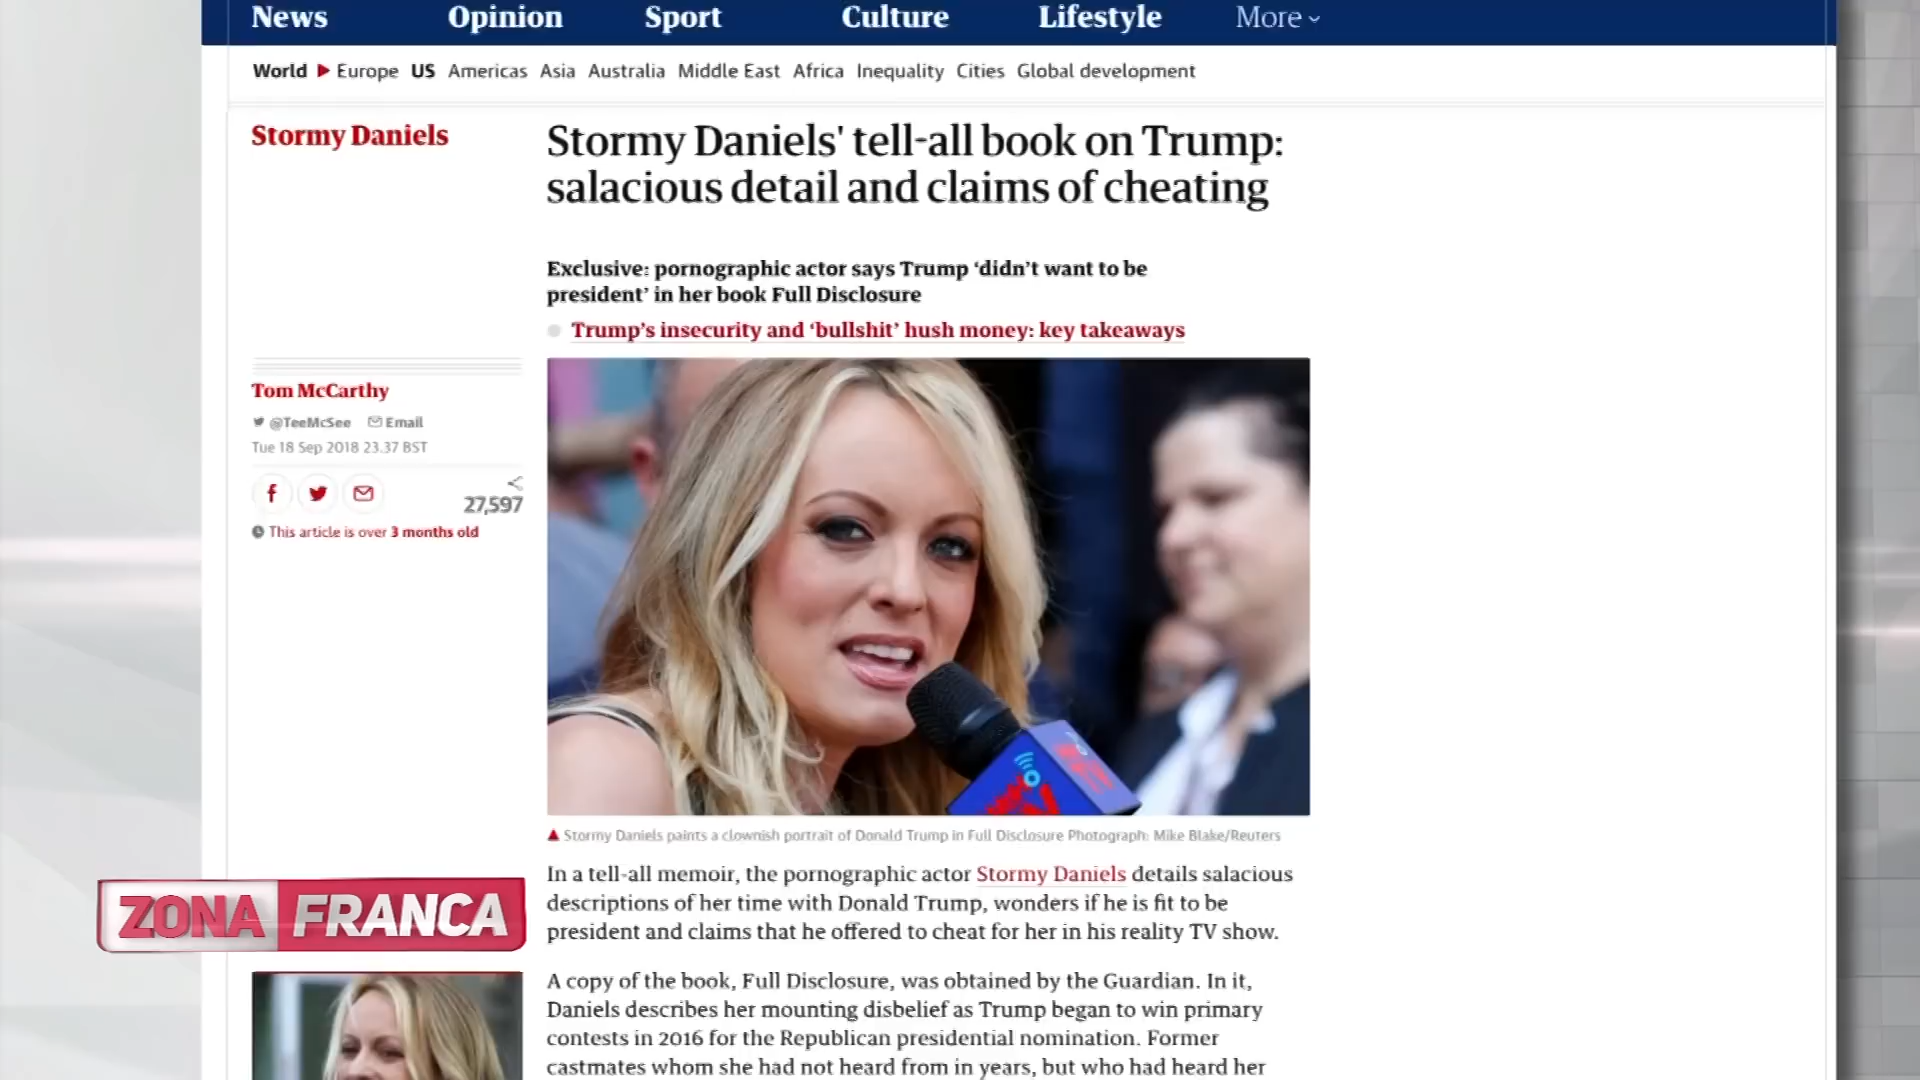 News Opinion Sport Culture Lifestyle More
World Europe US Americas Asia Australia Middle East Africa Inequality Cities Global development
Stormy Daniels
Stormy Daniels' tell-all book on Trump:
salacious detail and claims of cheating
Exclusive: pornographic actor says Trump ‘didn’t want to be
president’ in her book Full Disclosure
Trump’s insecurity and ‘bullshit’ hush money: key takeaways
Tom McCarthy
@TeeMcSee Email
Tue 18 Sep 2018 23.37 BST
27,597
This article is over 3 months old
Stormy Daniels paints a clownish portrait of Donald Trump in Full Disclosure Photograph: Mike Blake/Reuters
In a tell-all memoir, the pornographic actor Stormy Daniels details salacious
descriptions of her time with Donald Trump, wonders if he is fit to be
president and claims that he offered to cheat for her in his reality TV show.
ZONA FRANCA
A copy of the book, Full Disclosure, was obtained by the Guardian. In it,
Daniels describes her mounting disbelief as Trump began to win primary
contests in 2016 for the Republican presidential nomination. Former
castmates whom she had not heard from in years, but who had heard her